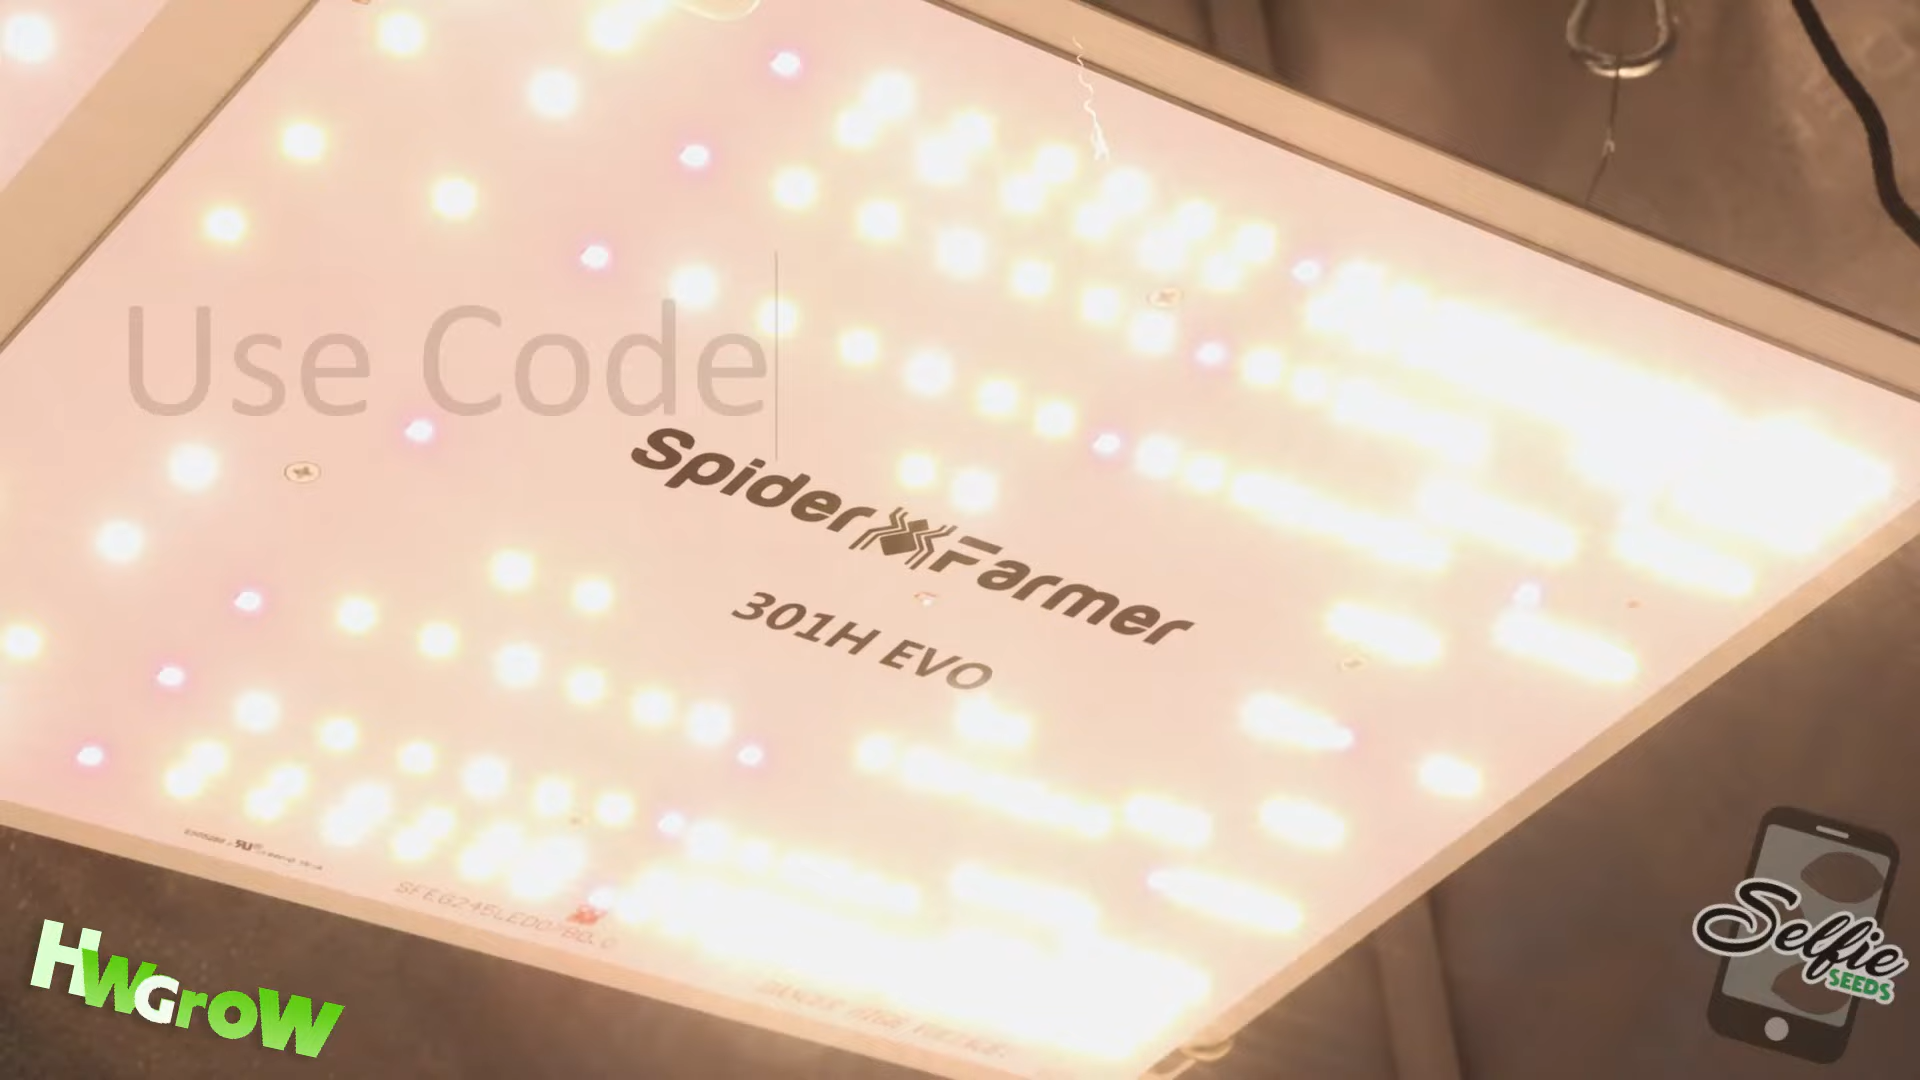 Use Code
Spider Farmer
301H EVO
HWGroW
Selfie
SEEDS